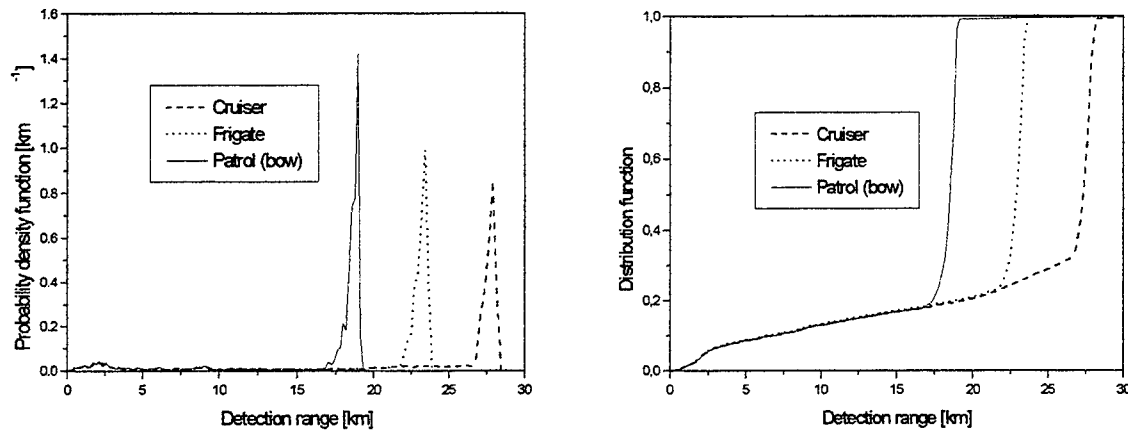 Probability density function [km
-1
]
1.6
1.4
1.2
1.0
0.8
0.6
0.4
0.2
0.0
Cruiser
Frigate
Patrol (bow)
0 5 10 15 20 25 30
Detection range [km]
Distribution function
1,0
0,8
0,6
0,4
0,2
0,0
Cruiser
Frigate
Patrol (bow)
0 5 10 15 20 25 30
Detection range [km]